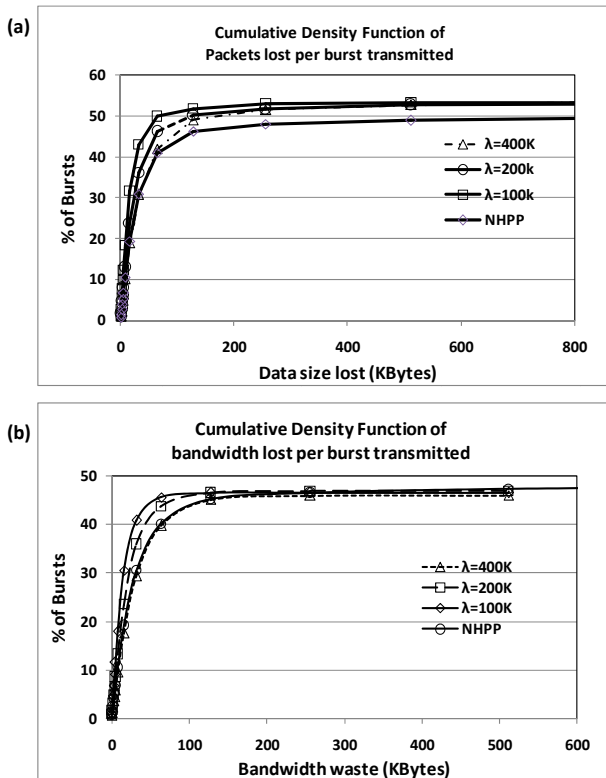 (a)
Cumulative Density Function of
Packets lost per burst transmitted
60
50
40
30
20
10
0
% of Bursts
λ=400K
λ=200k
λ=100k
NHPP
0 200 400 600 800
Data size lost (KBytes)
(b)
Cumulative Density Function of
bandwidth lost per burst transmitted
50
40
30
20
10
0
% of Bursts
λ=400K
λ=200K
λ=100K
NHPP
0 100 200 300 400 500 600
Bandwidth waste (KBytes)